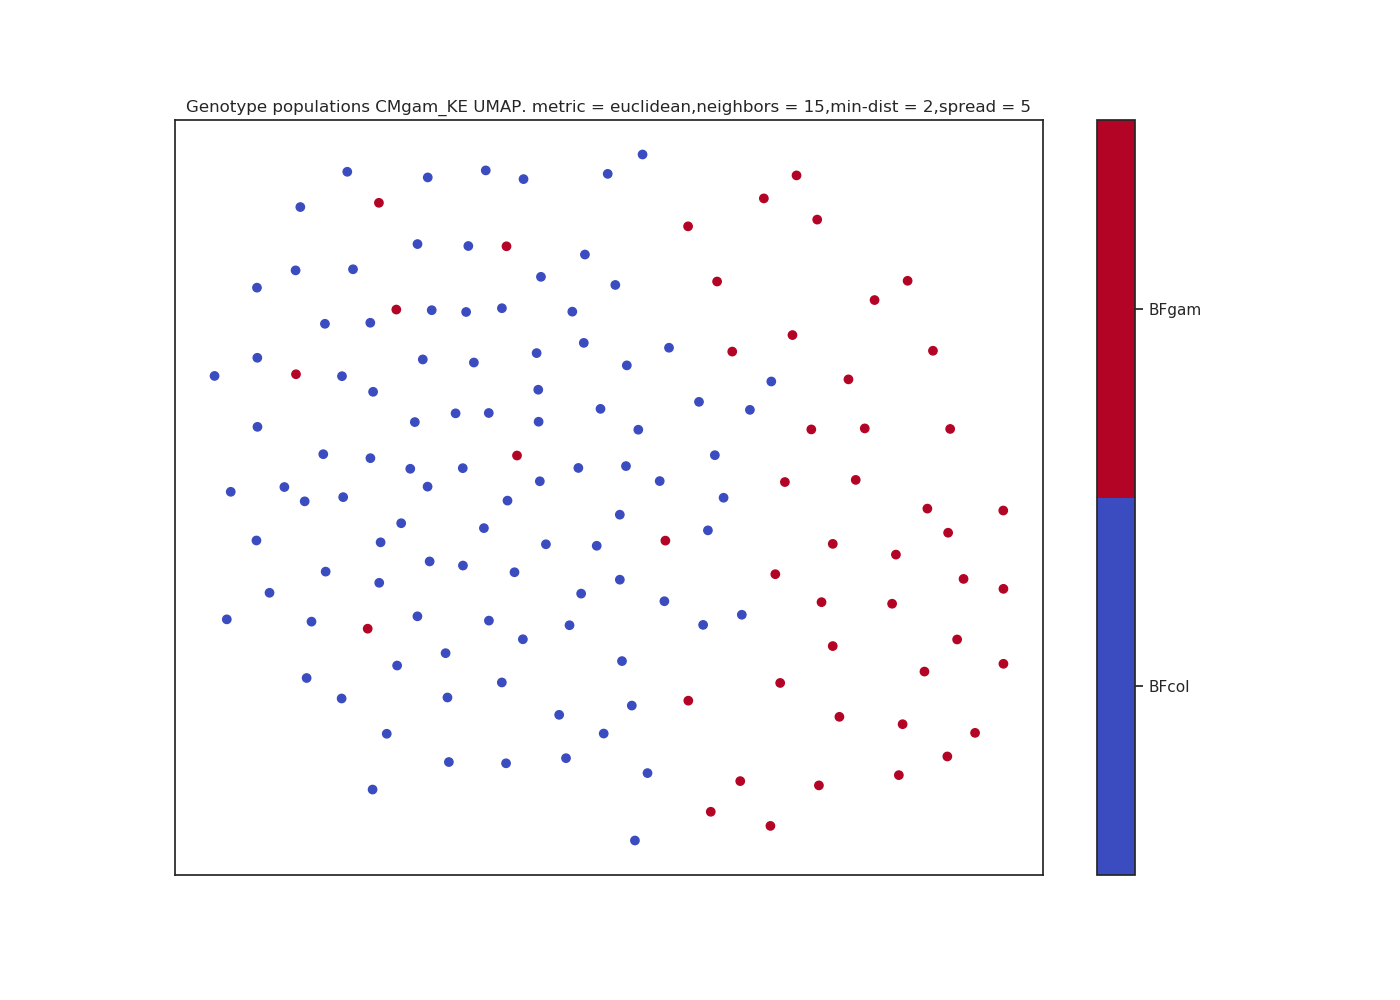 Genotype populations CMgam_KE UMAP. metric = euclidean,neighbors = 15,min-dist = 2,spread = 5
BFgam
BFcol